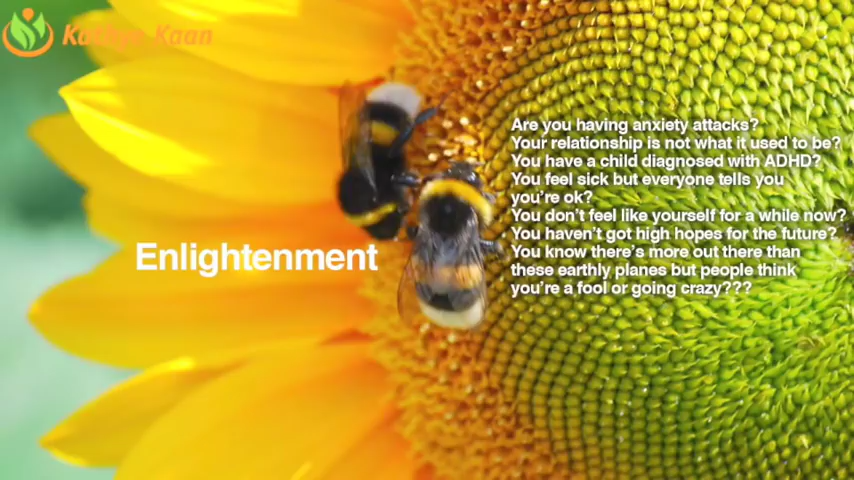 Kathye Kaan
Enlightenment
Are you having anxiety attacks?
Your relationship is not what it used to be?
You have a child diagnosed with ADHD?
You feel sick but everyone tells you
you're ok?
You don't feel like yourself for a while now?
You haven't got high hopes for the future?
You know there's more out there than
these earthly planes but people think
you're a fool or going crazy???